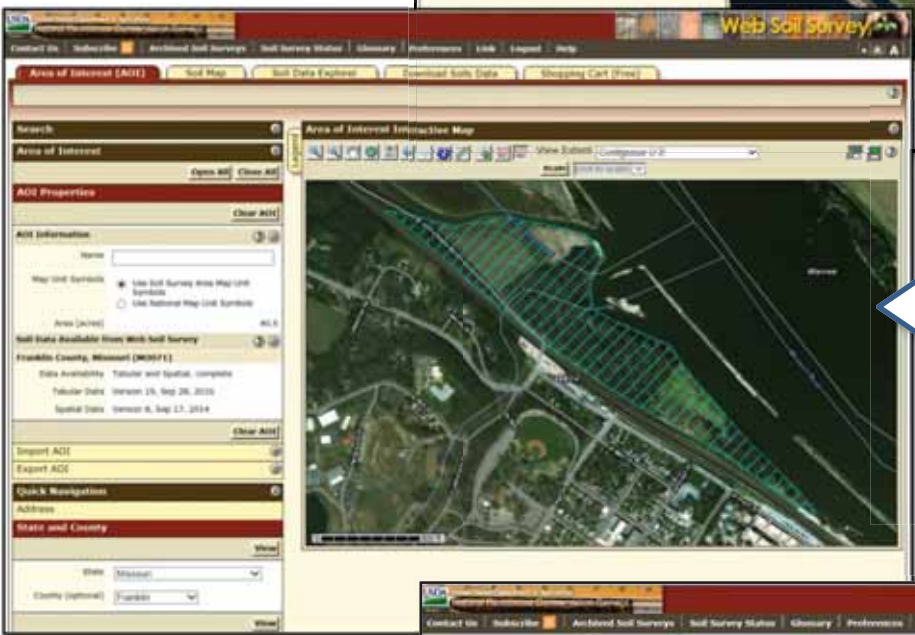 USDA
Web Soil Survey
Contact Us Subscribe Archived Soil Surveys Soil Survey Status Glossary Preferences Link Logout Help
A A A
Area of Interest (AOI) Soil Map Soil Data Explorer Download Soils Data Shopping Cart (Free)
Search
Area of Interest
Open All Close All
AOI Properties
Clear AOI
AOI Information
Name
Map Unit Symbols
Use Soil Survey Area Map Unit Symbols
Use National Map Unit Symbols
Area (acres)
Soil Data Available from Web Soil Survey
Franklin County, Missouri (MO071)
Data Availability Tabular and Spatial, complete
Tabular Data Version 19, Sep 28, 2016
Spatial Data Version 6, Sep 17, 2014
Clear AOI
Import AOI
Export AOI
Quick Navigation
Address
State and County
View
State Missouri
County (optional) Franklin
View
Legend
Area of Interest Interactive Map
View Extent Contiguous U.S.
Scale
Warren
USDA
Contact Us Subscribe Archived Soil Surveys Soil Survey Status Glossary Preferences